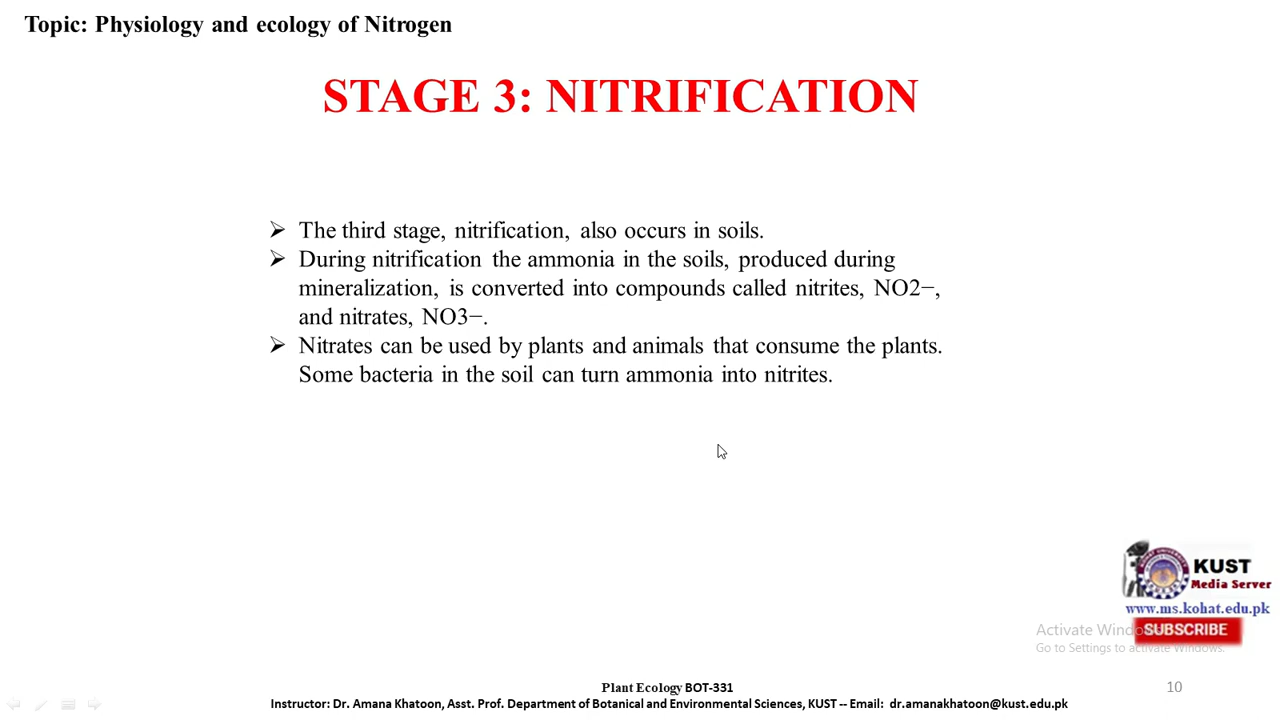 Topic: Physiology and ecology of Nitrogen
STAGE 3: NITRIFICATION
➢ The third stage, nitrification, also occurs in soils.
➢ During nitrification the ammonia in the soils, produced during
mineralization, is converted into compounds called nitrites, NO2−,
and nitrates, NO3−.
➢ Nitrates can be used by plants and animals that consume the plants.
Some bacteria in the soil can turn ammonia into nitrites.
KUST
Media Server
www.ms.kohat.edu.pk
SUBSCRIBE
Activate Windows
Go to Settings to activate Windows.
Plant Ecology BOT-331
10
Instructor: Dr. Amana Khatoon, Asst. Prof. Department of Botanical and Environmental Sciences, KUST -- Email: dr.amanakhatoon@kust.edu.pk